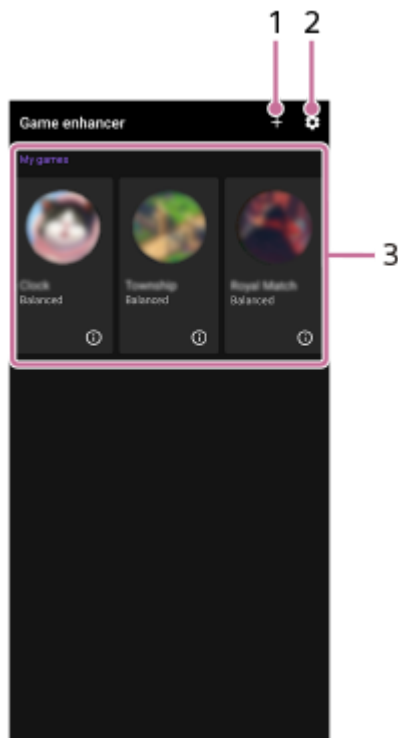 1 2
Game enhancer
My games
3
Clock Township Royal Match
Balanced Balanced Balanced